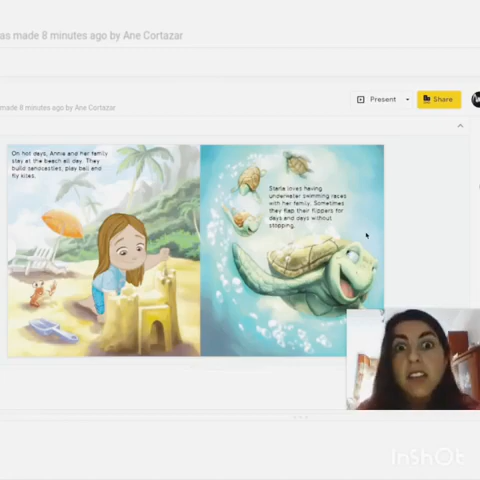 as made 8 minutes ago by Ane Cortazar
made 8 minutes ago by Ane Cortazar
Present
Share
On hot days, Annie and her family
stay at the beach all day. They
build sandcastles, play ball and
fly kites.
Starla loves having
underwater swimming races
with her family. Sometimes
they flap their flippers for
days and days without
stopping.
InShOt